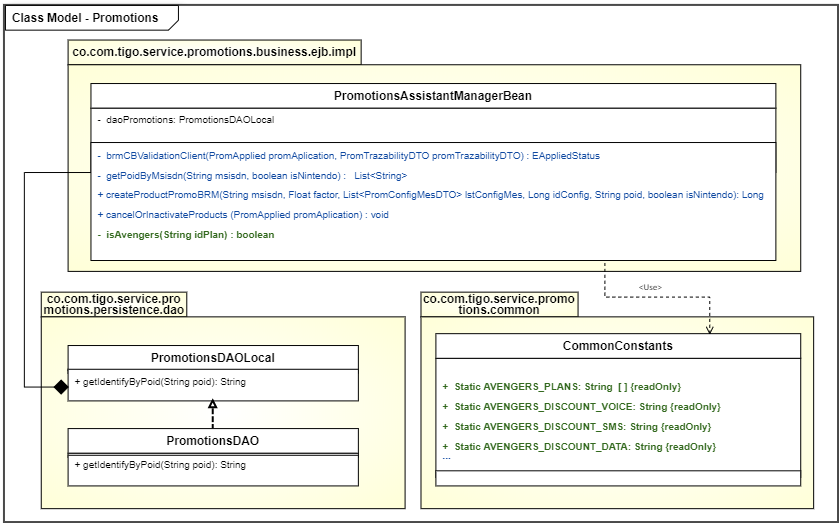 Class Model - Promotions
co.com.tigo.service.promotions.business.ejb.impl
PromotionsAssistantManagerBean
- daoPromotions: PromotionsDAOLocal
- brmCBValidationClient(PromApplied promAplication, PromTrazabilityDTO promTrazabilityDTO) : EAppliedStatus
- getPoidByMsisdn(String msisdn, boolean isNintendo) : List<String>
+ createProductPromoBRM(String msisdn, Float factor, List<PromConfigMesDTO> lstConfigMes, Long idConfig, String poid, boolean isNintendo): Long
+ cancelOrInactivateProducts (PromApplied promAplication) : void
- isAvengers(String idPlan) : boolean
<Use>
co.com.tigo.service.pro
motions.persistence.dao
PromotionsDAOLocal
+ getIdentifyByPoid(String poid): String
PromotionsDAO
+ getIdentifyByPoid(String poid): String
co.com.tigo.service.promo
tions.common
CommonConstants
+ Static AVENGERS_PLANS: String [ ] {readOnly}
+ Static AVENGERS_DISCOUNT_VOICE: String {readOnly}
+ Static AVENGERS_DISCOUNT_SMS: String {readOnly}
+ Static AVENGERS_DISCOUNT_DATA: String {readOnly}
...